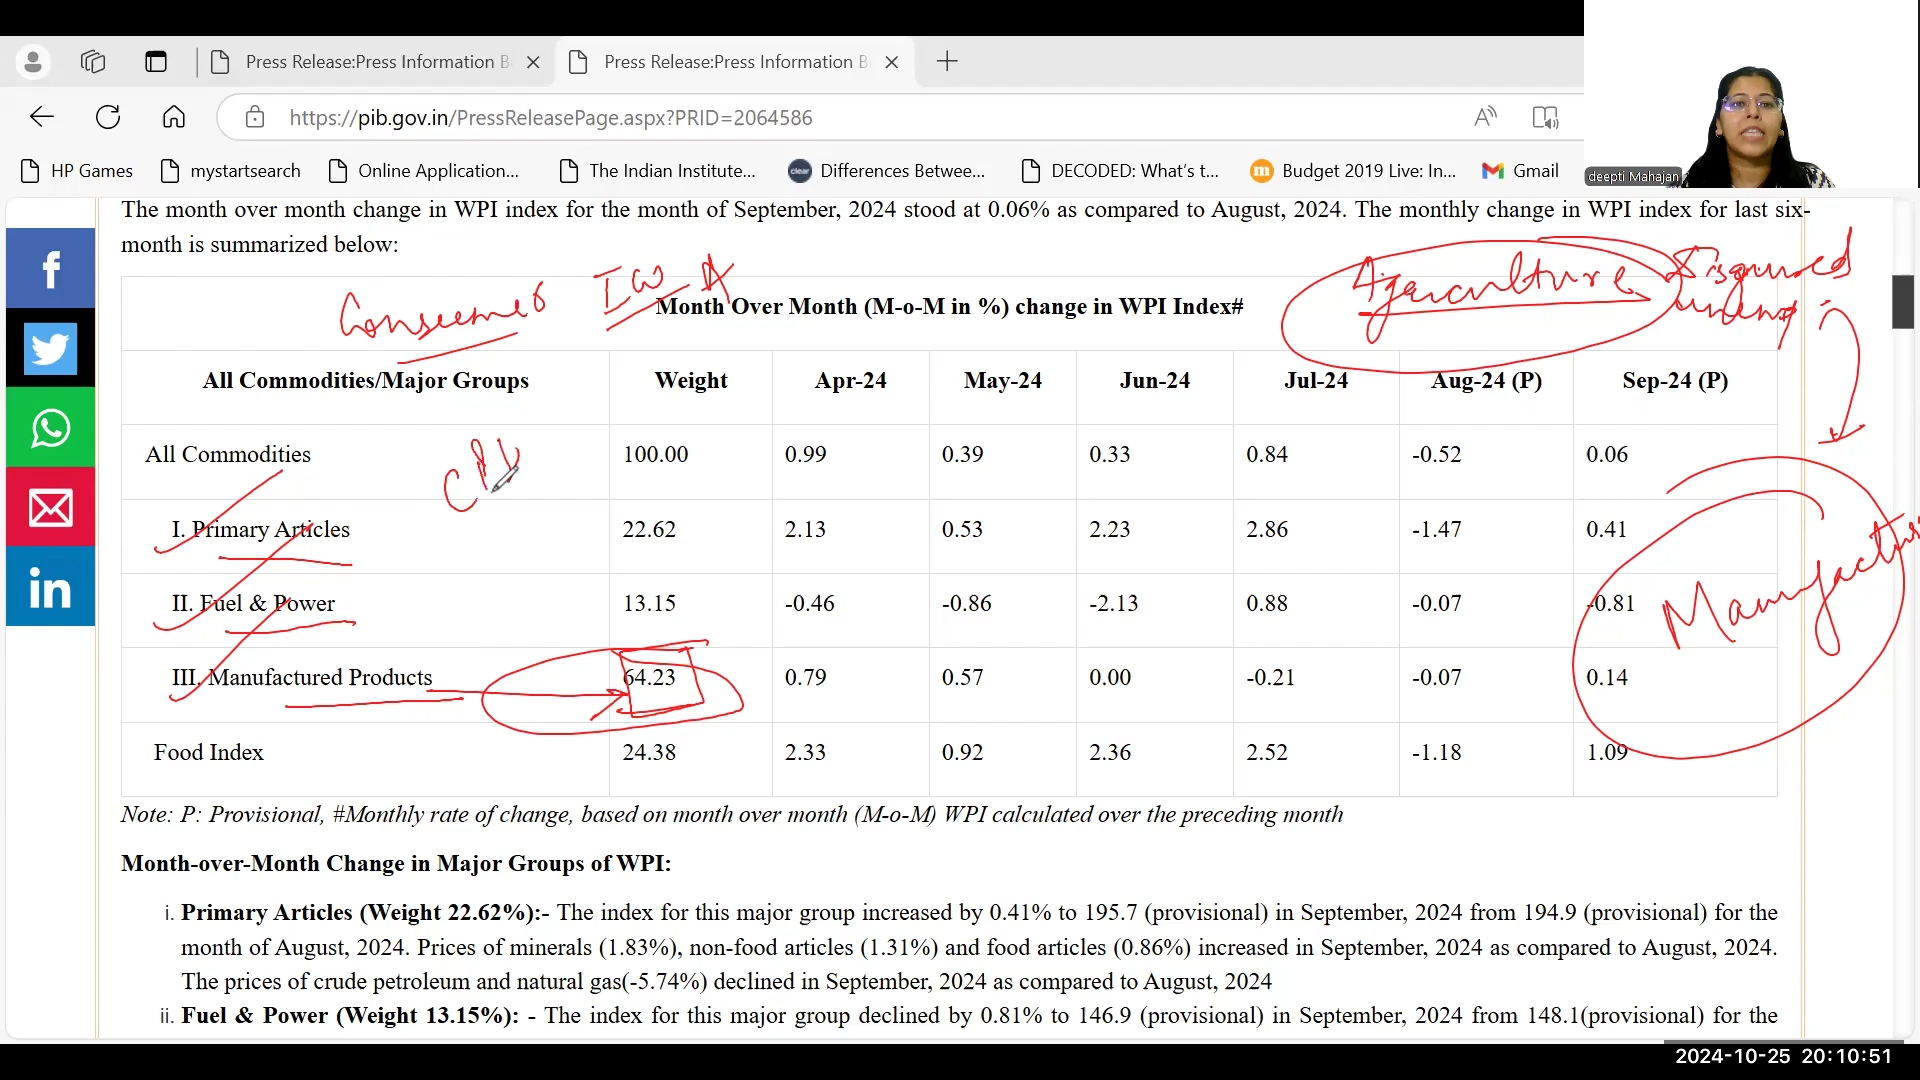 Press Release:Press Information B
Press Release:Press Information B
https://pib.gov.in/PressReleasePage.aspx?PRID=2064586
HP Games
mystartsearch
Online Application...
The Indian Institute...
clear
Differences Betwee...
DECODED: What's t...
m
Budget 2019 Live: In...
Gmail
deepti Mahajan
The month over month change in WPI index for the month of September, 2024 stood at 0.06% as compared to August, 2024. The monthly change in WPI index for last six-
month is summarized below:
Consumer IW
Agriculture
Month Over Month (M-o-M in %) change in WPI Index#
All Commodities/Major Groups Weight Apr-24 May-24 Jun-24 Jul-24 Aug-24 (P) Sep-24 (P)
All Commodities 100.00 0.99 0.39 0.33 0.84 -0.52 0.06
I. Primary Articles 22.62 2.13 0.53 2.23 2.86 -1.47 0.41
II. Fuel & Power 13.15 -0.46 -0.86 -2.13 0.88 -0.07 -0.81
III. Manufactured Products 64.23 0.79 0.57 0.00 -0.21 -0.07 0.14
Food Index 24.38 2.33 0.92 2.36 2.52 -1.18 1.09
Note: P: Provisional, #Monthly rate of change, based on month over month (M-o-M) WPI calculated over the preceding month
Month-over-Month Change in Major Groups of WPI:
i. Primary Articles (Weight 22.62%):- The index for this major group increased by 0.41% to 195.7 (provisional) in September, 2024 from 194.9 (provisional) for the
month of August, 2024. Prices of minerals (1.83%), non-food articles (1.31%) and food articles (0.86%) increased in September, 2024 as compared to August, 2024.
The prices of crude petroleum and natural gas(-5.74%) declined in September, 2024 as compared to August, 2024
ii. Fuel & Power (Weight 13.15%): - The index for this major group declined by 0.81% to 146.9 (provisional) in September, 2024 from 148.1(provisional) for the
2024-10-25 20:10:51